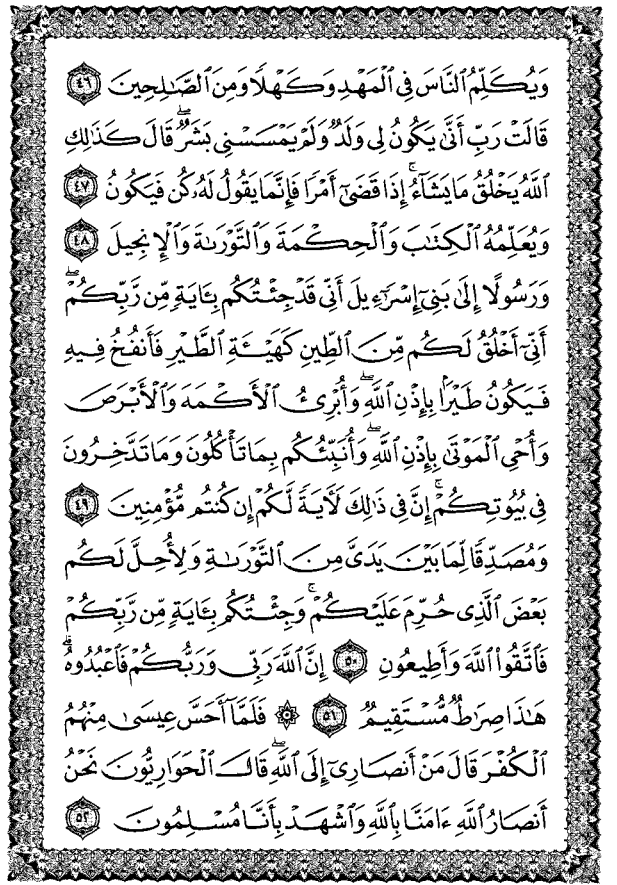 وَيُكَلِّمُ ٱلنَّاسَ فِى ٱلْمَهْدِ وَكَهْلًا وَمِنَ ٱلصَّـٰلِحِينَ ٤٦
قَالَتْ رَبِّ أَنَّىٰ يَكُونُ لِى وَلَدٌ وَلَمْ يَمْسَسْنِى بَشَرٌ ۖ قَالَ كَذَٰلِكِ
ٱللَّهُ يَخْلُقُ مَا يَشَآءُ ۚ إِذَا قَضَىٰٓ أَمْرًا فَإِنَّمَا يَقُولُ لَهُۥ كُن فَيَكُونُ ٤٧
وَيُعَلِّمُهُ ٱلْكِتَـٰبَ وَٱلْحِكْمَةَ وَٱلتَّوْرَىٰةَ وَٱلْإِنجِيلَ ٤٨
وَرَسُولًا إِلَىٰ بَنِىٓ إِسْرَٰٓءِيلَ أَنِّى قَدْ جِئْتُكُم بِـَٔايَةٍ مِّن رَّبِّكُمْ ۖ
أَنِّىٓ أَخْلُقُ لَكُم مِّنَ ٱلطِّينِ كَهَيْـَٔةِ ٱلطَّيْرِ فَأَنفُخُ فِيهِ
فَيَكُونُ طَيْرًۢا بِإِذْنِ ٱللَّهِ ۖ وَأُبْرِئُ ٱلْأَكْمَهَ وَٱلْأَبْرَصَ
وَأُحْىِ ٱلْمَوْتَىٰ بِإِذْنِ ٱللَّهِ ۖ وَأُنَبِّئُكُم بِمَا تَأْكُلُونَ وَمَا تَدَّخِرُونَ
فِى بُيُوتِكُمْ ۚ إِنَّ فِى ذَٰلِكَ لَـَٔايَةً لَّكُمْ إِن كُنتُم مُّؤْمِنِينَ ٤٩
وَمُصَدِّقًا لِّمَا بَيْنَ يَدَىَّ مِنَ ٱلتَّوْرَىٰةِ وَلِأُحِلَّ لَكُم
بَعْضَ ٱلَّذِى حُرِّمَ عَلَيْكُمْ ۚ وَجِئْتُكُم بِـَٔايَةٍ مِّن رَّبِّكُمْ
فَٱتَّقُوا۟ ٱللَّهَ وَأَطِيعُونِ ٥٠ إِنَّ ٱللَّهَ رَبِّى وَرَبُّكُمْ فَٱعْبُدُوهُ ۗ
هَـٰذَا صِرَٰطٌ مُّسْتَقِيمٌ ٥١ ۞ فَلَمَّآ أَحَسَّ عِيسَىٰ مِنْهُمُ
ٱلْكُفْرَ قَالَ مَنْ أَنصَارِىٓ إِلَى ٱللَّهِ ۖ قَالَ ٱلْحَوَارِيُّونَ نَحْنُ
أَنصَارُ ٱللَّهِ ءَامَنَّا بِٱللَّهِ وَٱشْهَدْ بِأَنَّا مُسْلِمُونَ ٥٢